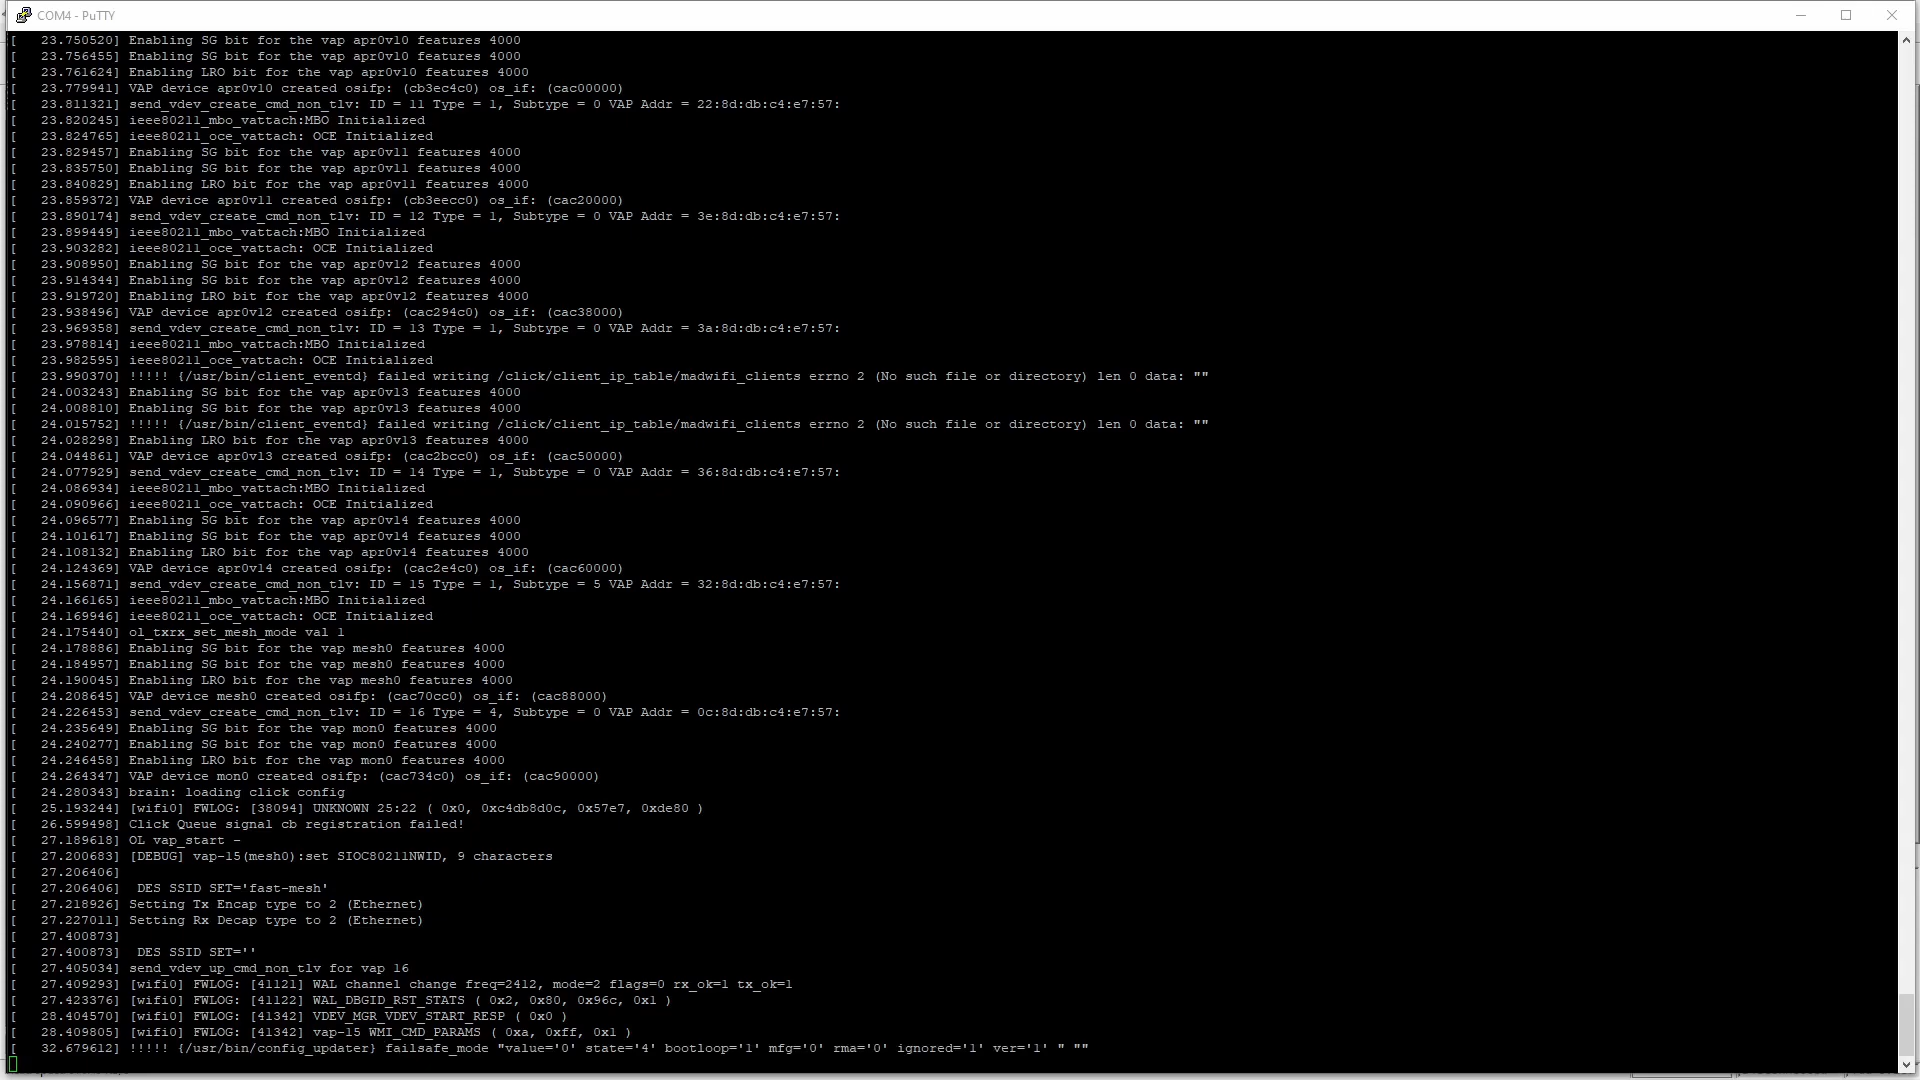 COM4 - PuTTY
[   23.750520] Enabling SG bit for the vap apr0v10 features 4000
[   23.756455] Enabling SG bit for the vap apr0v10 features 4000
[   23.761624] Enabling LRO bit for the vap apr0v10 features 4000
[   23.779941] VAP device apr0v10 created osifp: (cb3ec4c0) os_if: (cac00000)
[   23.811321] send_vdev_create_cmd_non_tlv: ID = 11 Type = 1, Subtype = 0 VAP Addr = 22:8d:db:c4:e7:57:
[   23.820245] ieee80211_mbo_vattach:MBO Initialized
[   23.824765] ieee80211_oce_vattach: OCE Initialized
[   23.829457] Enabling SG bit for the vap apr0v11 features 4000
[   23.835750] Enabling SG bit for the vap apr0v11 features 4000
[   23.840829] Enabling LRO bit for the vap apr0v11 features 4000
[   23.859372] VAP device apr0v11 created osifp: (cb3eecc0) os_if: (cac20000)
[   23.890174] send_vdev_create_cmd_non_tlv: ID = 12 Type = 1, Subtype = 0 VAP Addr = 3e:8d:db:c4:e7:57:
[   23.899449] ieee80211_mbo_vattach:MBO Initialized
[   23.903282] ieee80211_oce_vattach: OCE Initialized
[   23.908950] Enabling SG bit for the vap apr0v12 features 4000
[   23.914344] Enabling SG bit for the vap apr0v12 features 4000
[   23.919720] Enabling LRO bit for the vap apr0v12 features 4000
[   23.938496] VAP device apr0v12 created osifp: (cac294c0) os_if: (cac38000)
[   23.969358] send_vdev_create_cmd_non_tlv: ID = 13 Type = 1, Subtype = 0 VAP Addr = 3a:8d:db:c4:e7:57:
[   23.978814] ieee80211_mbo_vattach:MBO Initialized
[   23.982595] ieee80211_oce_vattach: OCE Initialized
[   23.990370] !!!!! {/usr/bin/client_eventd} failed writing /click/client_ip_table/madwifi_clients errno 2 (No such file or directory) len 0 data: ""
[   24.003243] Enabling SG bit for the vap apr0v13 features 4000
[   24.008810] Enabling SG bit for the vap apr0v13 features 4000
[   24.015752] !!!!! {/usr/bin/client_eventd} failed writing /click/client_ip_table/madwifi_clients errno 2 (No such file or directory) len 0 data: ""
[   24.028298] Enabling LRO bit for the vap apr0v13 features 4000
[   24.044861] VAP device apr0v13 created osifp: (cac2bcc0) os_if: (cac50000)
[   24.077929] send_vdev_create_cmd_non_tlv: ID = 14 Type = 1, Subtype = 0 VAP Addr = 36:8d:db:c4:e7:57:
[   24.086934] ieee80211_mbo_vattach:MBO Initialized
[   24.090966] ieee80211_oce_vattach: OCE Initialized
[   24.096577] Enabling SG bit for the vap apr0v14 features 4000
[   24.101617] Enabling SG bit for the vap apr0v14 features 4000
[   24.108132] Enabling LRO bit for the vap apr0v14 features 4000
[   24.124369] VAP device apr0v14 created osifp: (cac2e4c0) os_if: (cac60000)
[   24.156871] send_vdev_create_cmd_non_tlv: ID = 15 Type = 1, Subtype = 5 VAP Addr = 32:8d:db:c4:e7:57:
[   24.166165] ieee80211_mbo_vattach:MBO Initialized
[   24.169946] ieee80211_oce_vattach: OCE Initialized
[   24.175440] ol_txrx_set_mesh_mode val 1
[   24.178886] Enabling SG bit for the vap mesh0 features 4000
[   24.184957] Enabling SG bit for the vap mesh0 features 4000
[   24.190045] Enabling LRO bit for the vap mesh0 features 4000
[   24.208645] VAP device mesh0 created osifp: (cac70cc0) os_if: (cac88000)
[   24.226453] send_vdev_create_cmd_non_tlv: ID = 16 Type = 4, Subtype = 0 VAP Addr = 0c:8d:db:c4:e7:57:
[   24.235649] Enabling SG bit for the vap mon0 features 4000
[   24.240277] Enabling SG bit for the vap mon0 features 4000
[   24.246458] Enabling LRO bit for the vap mon0 features 4000
[   24.264347] VAP device mon0 created osifp: (cac734c0) os_if: (cac90000)
[   24.280343] brain: loading click config
[   25.193244] [wifi0] FWLOG: [38094] UNKNOWN 25:22 ( 0x0, 0xc4db8d0c, 0x57e7, 0xde80 )
[   26.599498] Click Queue signal cb registration failed!
[   27.189618] OL vap_start -
[   27.200683] [DEBUG] vap-15(mesh0):set SIOC80211NWID, 9 characters
[   27.206406]
[   27.206406]  DES SSID SET='fast-mesh'
[   27.218926] Setting Tx Encap type to 2 (Ethernet)
[   27.227011] Setting Rx Decap type to 2 (Ethernet)
[   27.400873]
[   27.400873]  DES SSID SET=''
[   27.405034] send_vdev_up_cmd_non_tlv for vap 16
[   27.409293] [wifi0] FWLOG: [41121] WAL channel change freq=2412, mode=2 flags=0 rx_ok=1 tx_ok=1
[   27.423376] [wifi0] FWLOG: [41122] WAL_DBGID_RST_STATS ( 0x2, 0x80, 0x96c, 0x1 )
[   28.404570] [wifi0] FWLOG: [41342] VDEV_MGR_VDEV_START_RESP ( 0x0 )
[   28.409805] [wifi0] FWLOG: [41342] vap-15 WMI_CMD_PARAMS ( 0xa, 0xff, 0x1 )
[   32.679612] !!!!! {/usr/bin/config_updater} failsafe_mode "value='0' state='4' bootloop='1' mfg='0' rma='0' ignored='1' ver='1' " ""